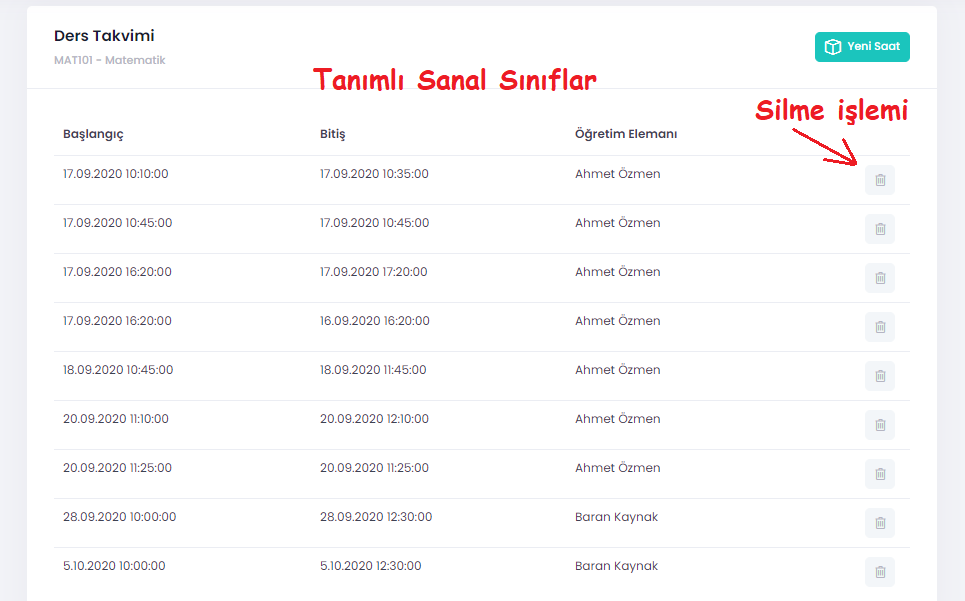 Ders Takvimi
MAT101 - Matematik
Yeni Saat
Tanımlı Sanal Sınıflar
Silme işlemi
Başlangıç Bitiş Öğretim Elemanı
17.09.2020 10:10:00 17.09.2020 10:35:00 Ahmet Özmen
17.09.2020 10:45:00 17.09.2020 10:45:00 Ahmet Özmen
17.09.2020 16:20:00 17.09.2020 17:20:00 Ahmet Özmen
17.09.2020 16:20:00 16.09.2020 16:20:00 Ahmet Özmen
18.09.2020 10:45:00 18.09.2020 11:45:00 Ahmet Özmen
20.09.2020 11:10:00 20.09.2020 12:10:00 Ahmet Özmen
20.09.2020 11:25:00 20.09.2020 11:25:00 Ahmet Özmen
28.09.2020 10:00:00 28.09.2020 12:30:00 Baran Kaynak
5.10.2020 10:00:00 5.10.2020 12:30:00 Baran Kaynak